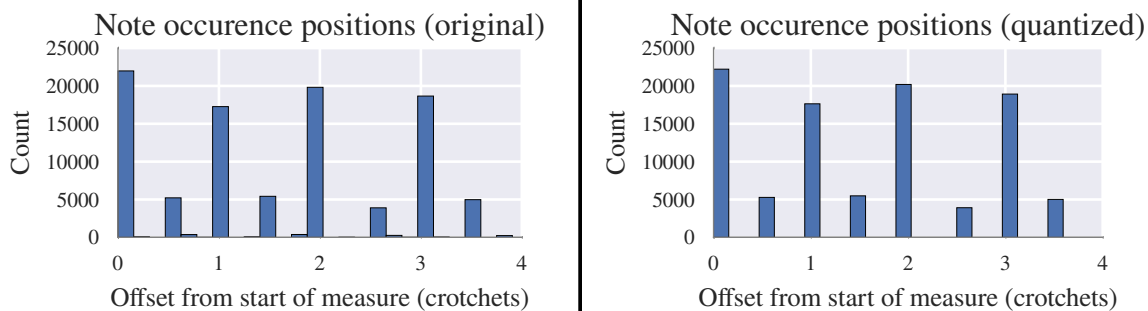 Note occurence positions (original)
25000
20000
15000
10000
5000
0
Count
0 1 2 3 4
Offset from start of measure (crotchets)
Note occurence positions (quantized)
25000
20000
15000
10000
5000
0
Count
0 1 2 3 4
Offset from start of measure (crotchets)